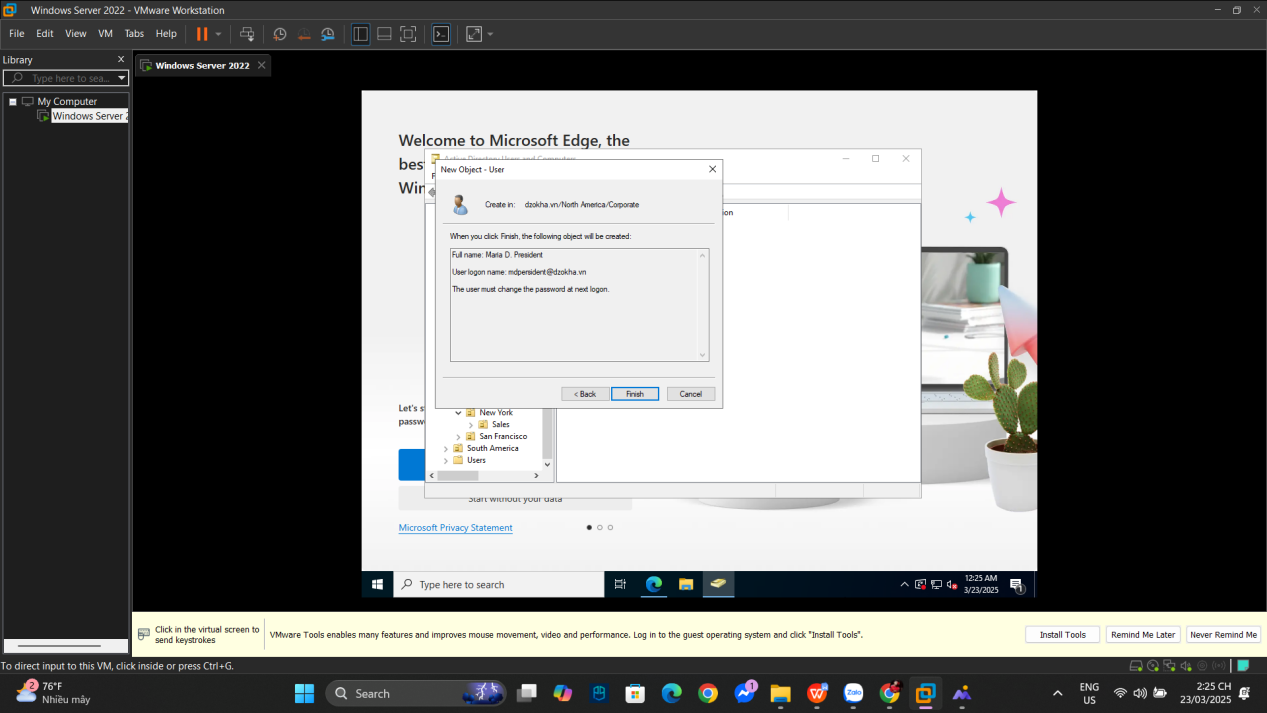 Windows Server 2022 - VMware Workstation
File Edit View VM Tabs Help
Library
Type here to sea...
My Computer
Windows Server 2
Windows Server 2022
Welcome to Microsoft Edge, the
bes
Win
Active Directory Users and Computers
F
New Object - User
Create in: dzokha.vn/North America/Corporate
ion
When you click Finish, the following object will be created:
Full name: Maria D. President
User logon name: mdpersident@dzokha.vn
The user must change the password at next logon.
< Back Finish Cancel
Let's s
passw
New York
Sales
San Francisco
South America
Users
Start without your data
Microsoft Privacy Statement
Type here to search
12:25 AM
3/23/2025
1
Click in the virtual screen to
send keystrokes
VMware Tools enables many features and improves mouse movement, video and performance. Log in to the guest operating system and click "Install Tools".
Install Tools Remind Me Later Never Remind Me
To direct input to this VM, click inside or press Ctrl+G.
2
76°F
Nhiều mây
Search
1
Zalo
ENG
US
2:25 CH
23/03/2025